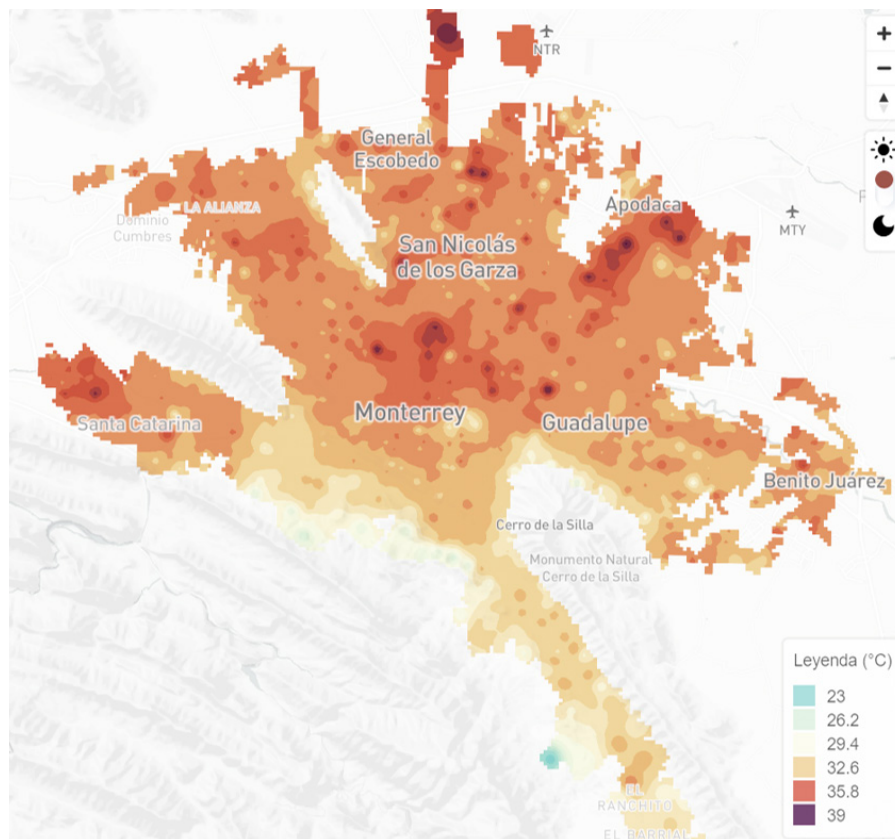 NTR
General
Escobedo
LA ALIANZA
Dominio
Cumbres
Apodaca
MTY
San Nicolás
de los Garza
Santa Catarina
Monterrey
Guadalupe
Benito Juárez
Cerro de la Silla
Monumento Natural
Cerro de la Silla
Leyenda (°C)
23
26.2
29.4
32.6
35.8
39
EL
RANCHITO
EL BARRIAL